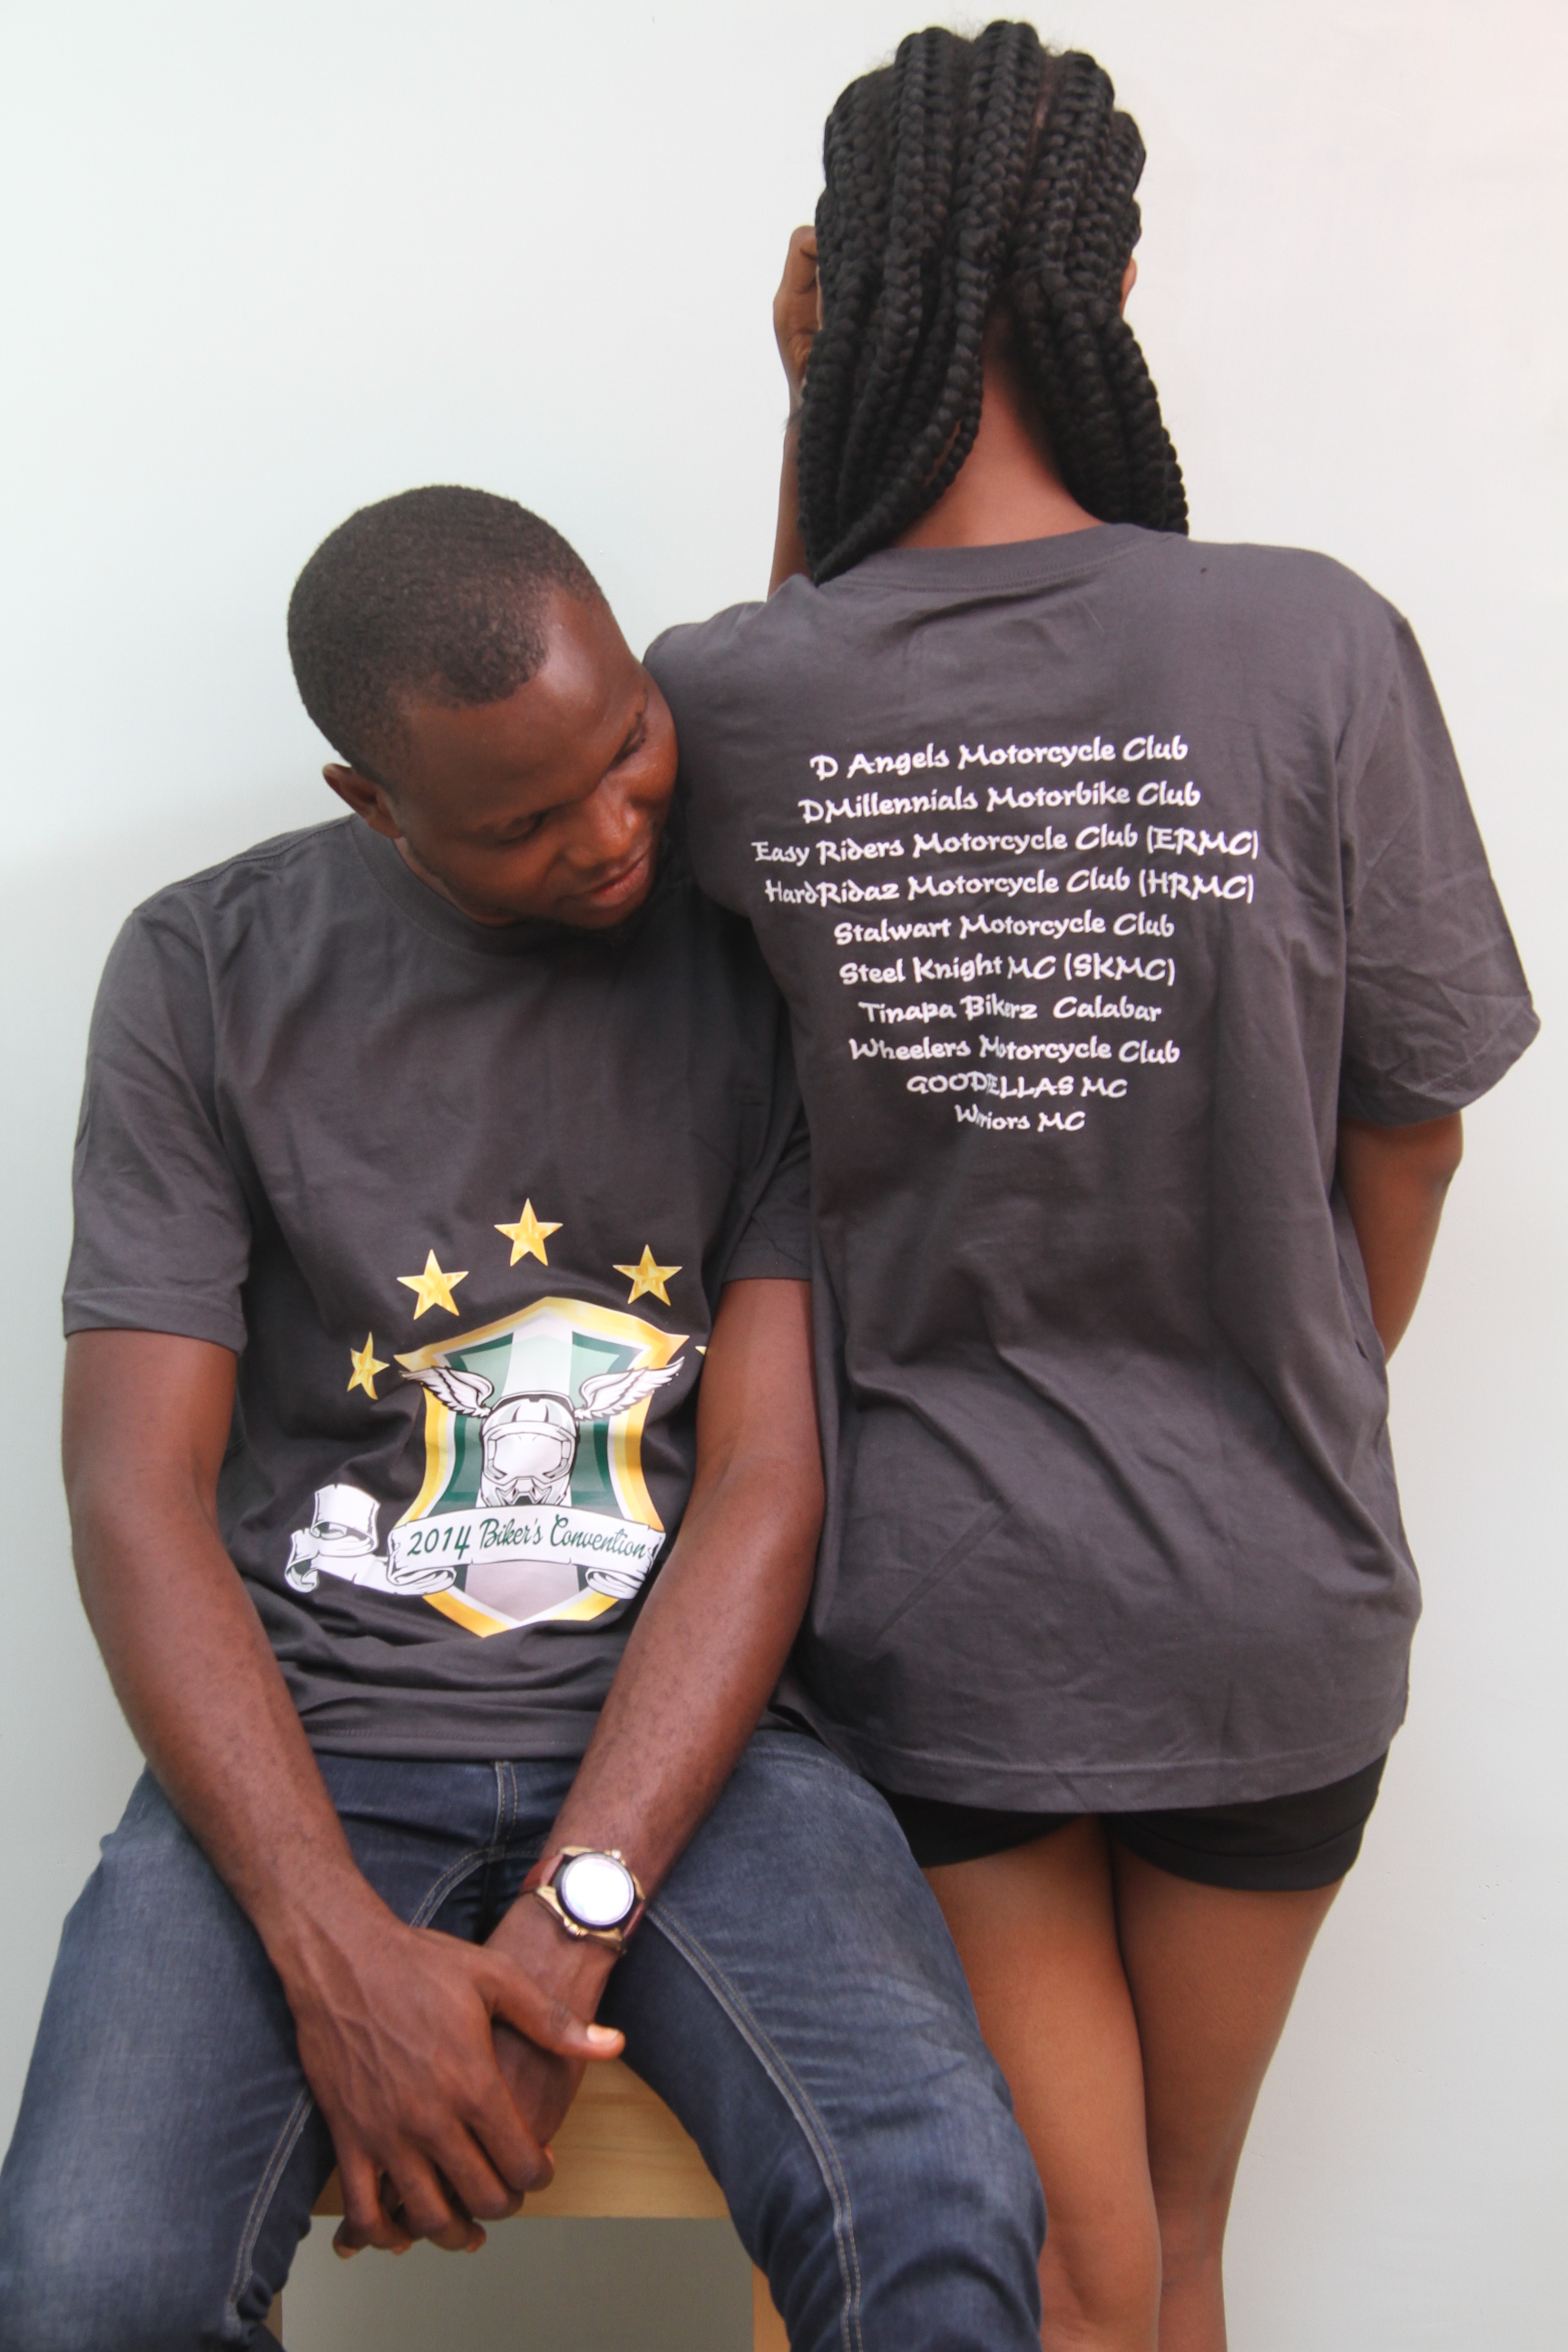 D Angels Motorcycle Club
DMillennials Motorbike Club
Easy Riders Motorcycle Club (ERMC)
HardRidaz Motorcycle Club (HRMC)
Stalwart Motorcycle Club
Steel Knight MC (SKMC)
Tinapa Bikerz Calabar
Wheelers Motorcycle Club
GOODELLAS MC
MC
2014 Biker's Convention